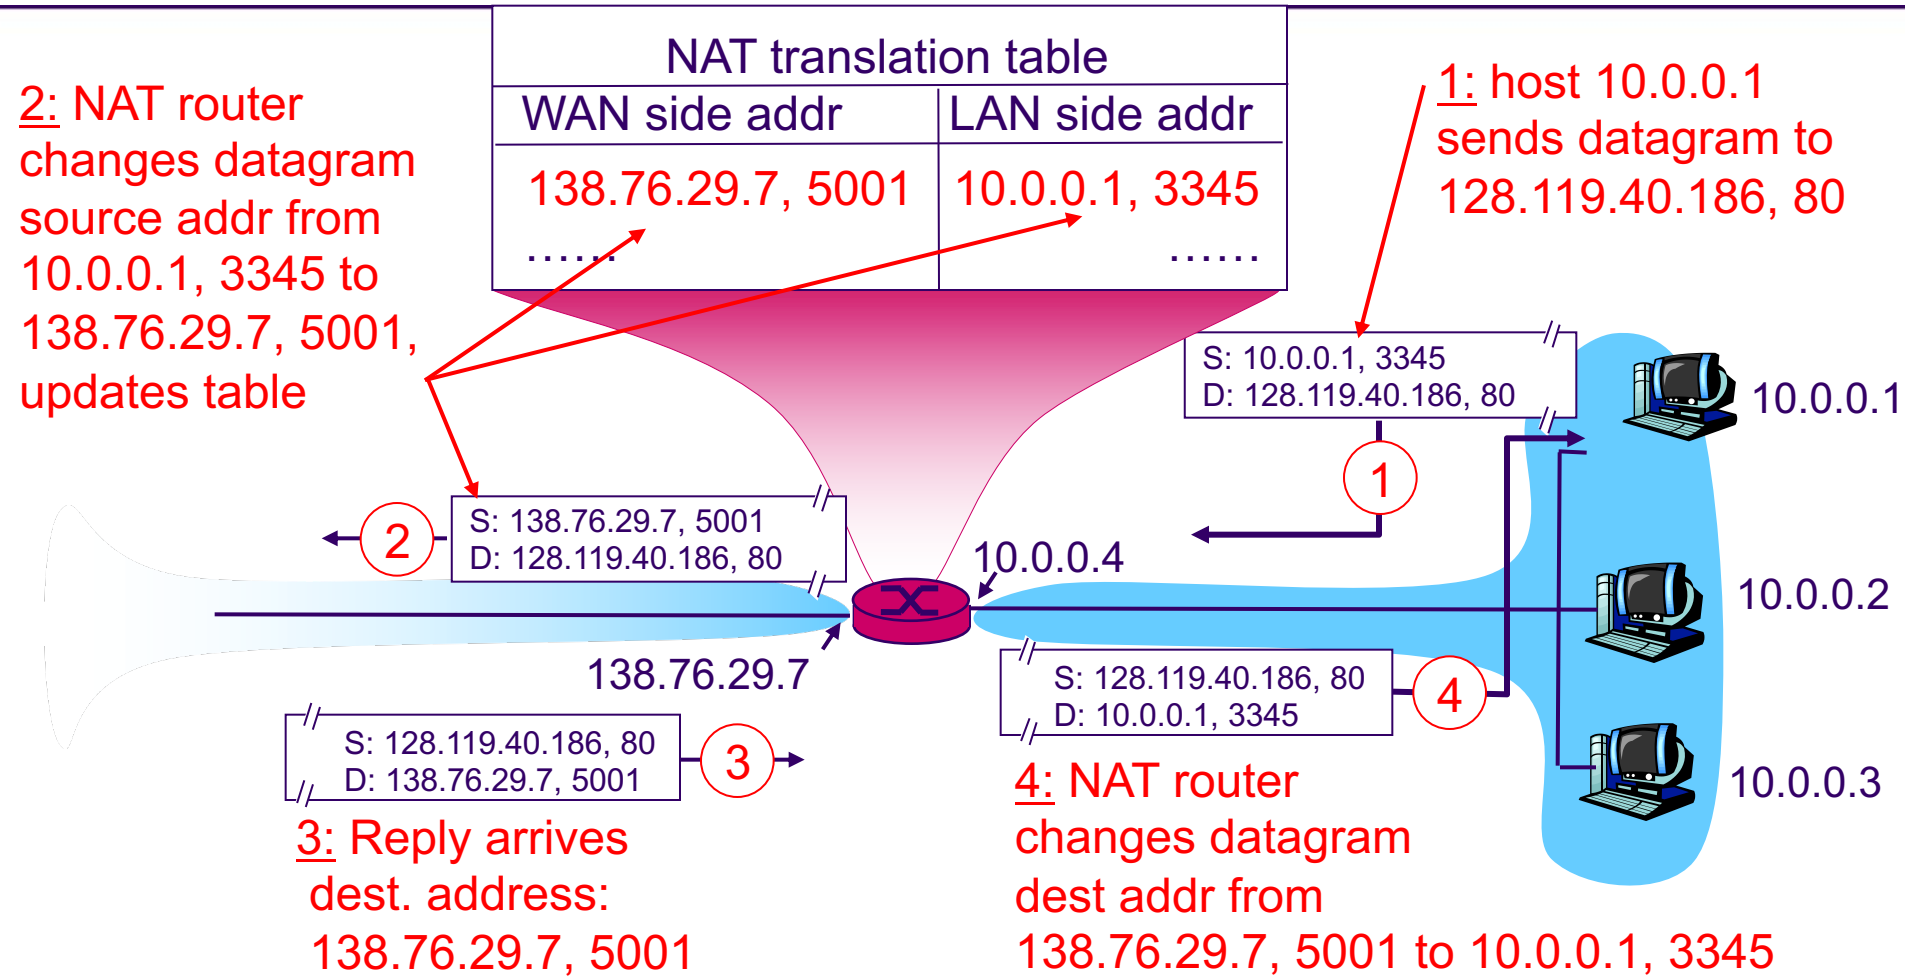 NAT translation table
WAN side addr LAN side addr
138.76.29.7, 5001 10.0.0.1, 3345
…… ……
2: NAT router
changes datagram
source addr from
10.0.0.1, 3345 to
138.76.29.7, 5001,
updates table
1: host 10.0.0.1
sends datagram to
128.119.40.186, 80
S: 10.0.0.1, 3345
D: 128.119.40.186, 80
1
10.0.0.1
2
S: 138.76.29.7, 5001
D: 128.119.40.186, 80
10.0.0.4
10.0.0.2
138.76.29.7
S: 128.119.40.186, 80
D: 10.0.0.1, 3345
4
S: 128.119.40.186, 80
D: 138.76.29.7, 5001
3
10.0.0.3
3: Reply arrives
dest. address:
138.76.29.7, 5001
4: NAT router
changes datagram
dest addr from
138.76.29.7, 5001 to 10.0.0.1, 3345